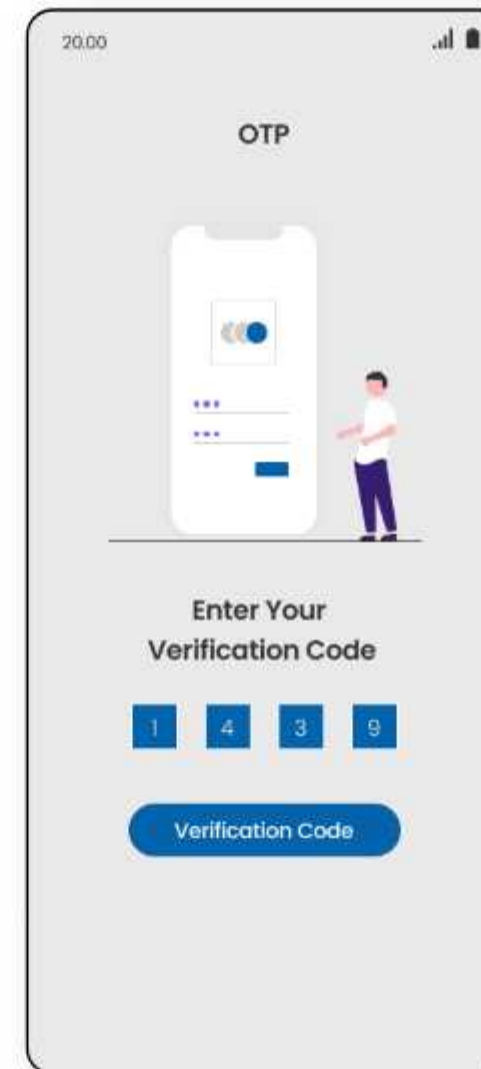 20.00
OTP
Enter Your
Verification Code
1 4 3 9
Verification Code